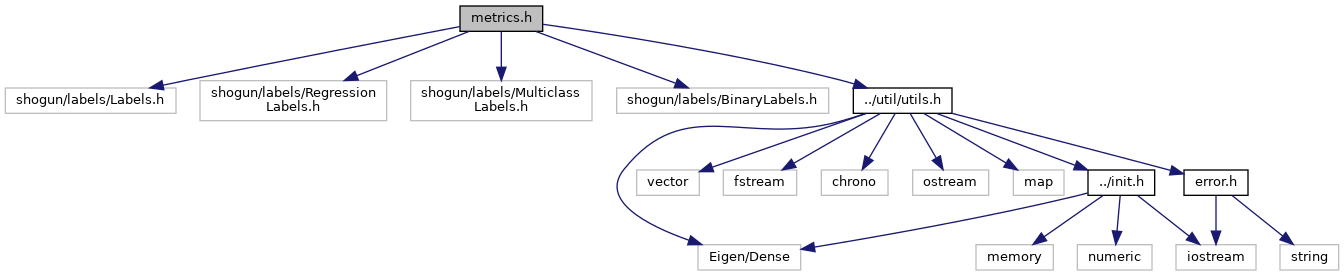 metrics.h
shogun/labels/Labels.h
shogun/labels/Regression
Labels.h
shogun/labels/Multiclass
Labels.h
shogun/labels/BinaryLabels.h
../util/utils.h
vector
fstream
chrono
ostream
map
../init.h
error.h
Eigen/Dense
memory
numeric
iostream
string